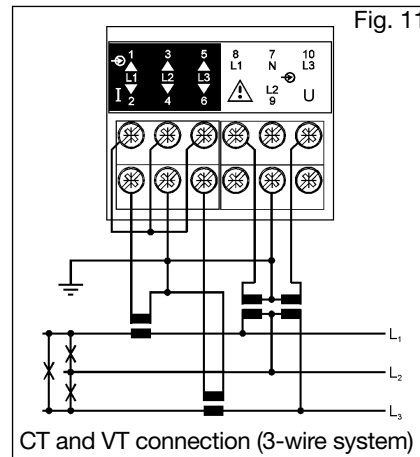 Fig. 11
1 3 5 8 7 10
L1 N L3
L1 L2 L3
L2
I 2 4 6 9 U
L₁
L₂
L₃
CT and VT connection (3-wire system)